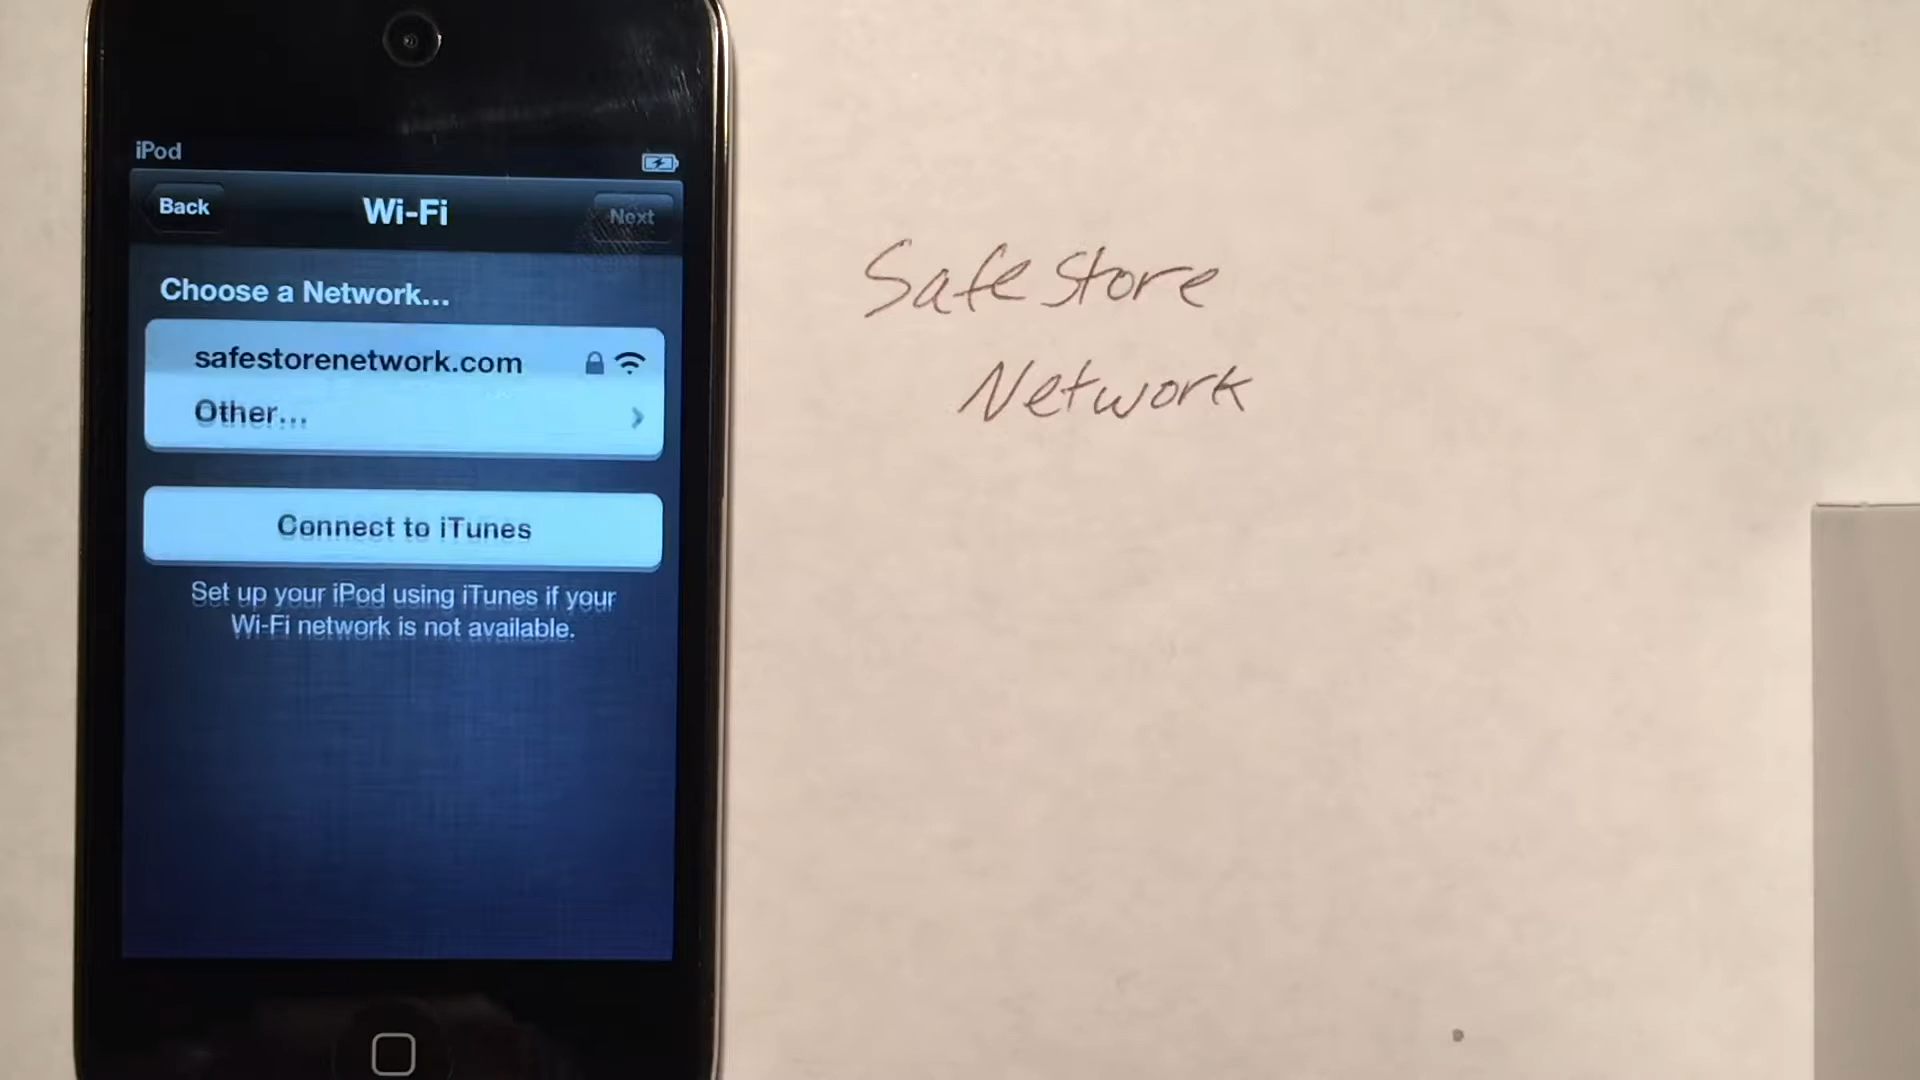 iPod
Back Wi-Fi Next
Choose a Network...
safestorenetwork.com
Other...
Connect to iTunes
Set up your iPod using iTunes if your
Wi-Fi network is not available.
Safe Store
Network